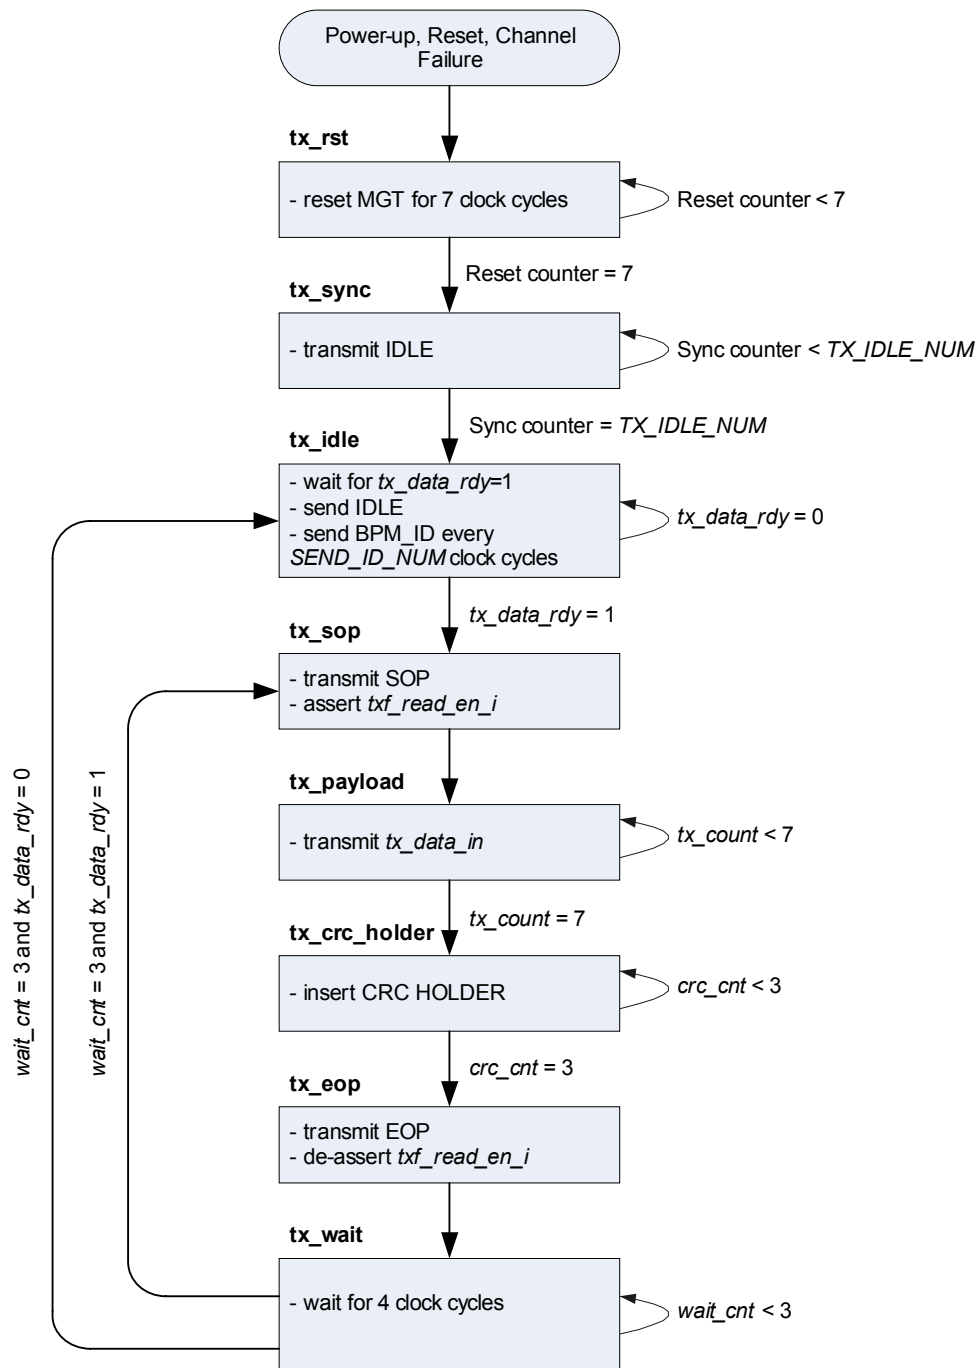 Power-up, Reset, Channel
Failure
tx_rst
- reset MGT for 7 clock cycles
Reset counter < 7
Reset counter = 7
tx_sync
- transmit IDLE
Sync counter < TX_IDLE_NUM
Sync counter = TX_IDLE_NUM
tx_idle
- wait for tx_data_rdy=1
- send IDLE
- send BPM_ID every
SEND_ID_NUM clock cycles
tx_data_rdy = 0
tx_data_rdy = 1
tx_sop
- transmit SOP
- assert txf_read_en_i
tx_payload
- transmit tx_data_in
tx_count < 7
tx_count = 7
tx_crc_holder
- insert CRC HOLDER
crc_cnt < 3
crc_cnt = 3
tx_eop
- transmit EOP
- de-assert txf_read_en_i
tx_wait
- wait for 4 clock cycles
wait_cnt < 3
wait_cnt = 3 and tx_data_rdy = 0
wait_cnt = 3 and tx_data_rdy = 1